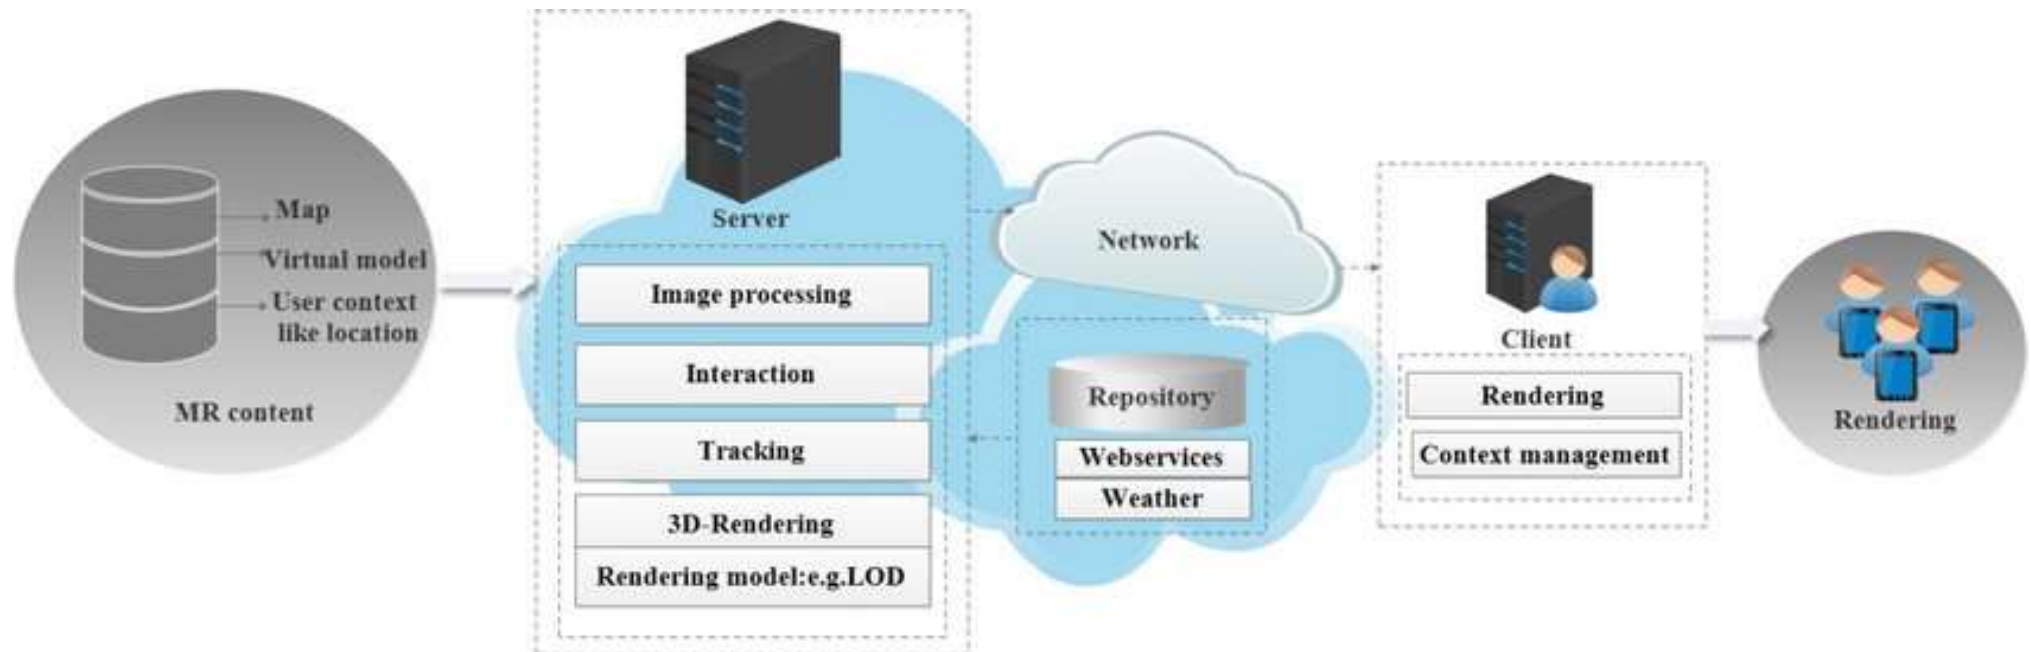 Map
Virtual model
User context
like location
MR content
Server
Image processing
Interaction
Tracking
3D-Rendering
Rendering model:e.g.LOD
Network
Repository
Webservices
Weather
Client
Rendering
Context management
Rendering